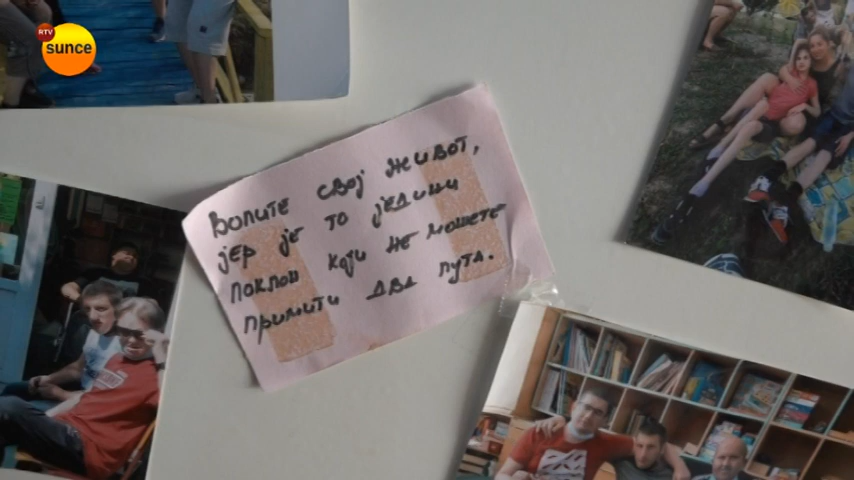 RTV
sunce
Волите свој живот,
јер је то једини
поклон који не можете
примити два пута.